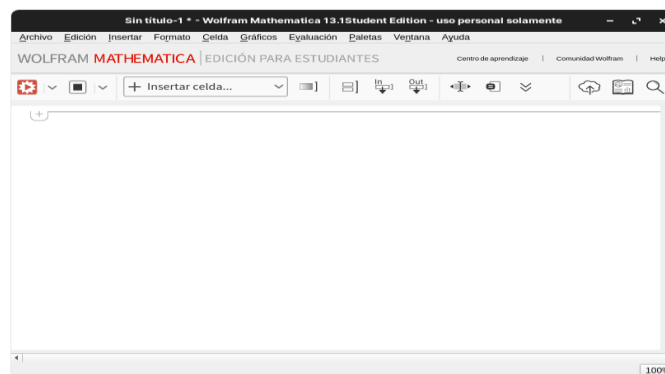 Sin título-1 * - Wolfram Mathematica 13.1Student Edition - uso personal solamente
Archivo Edición Insertar Formato Celda Gráficos Evaluación Paletas Ventana Ayuda
WOLFRAM MATHEMATICA | EDICIÓN PARA ESTUDIANTES Centro de aprendizaje | Comunidad Wolfram | Help
+ Insertar celda... In Out
100%